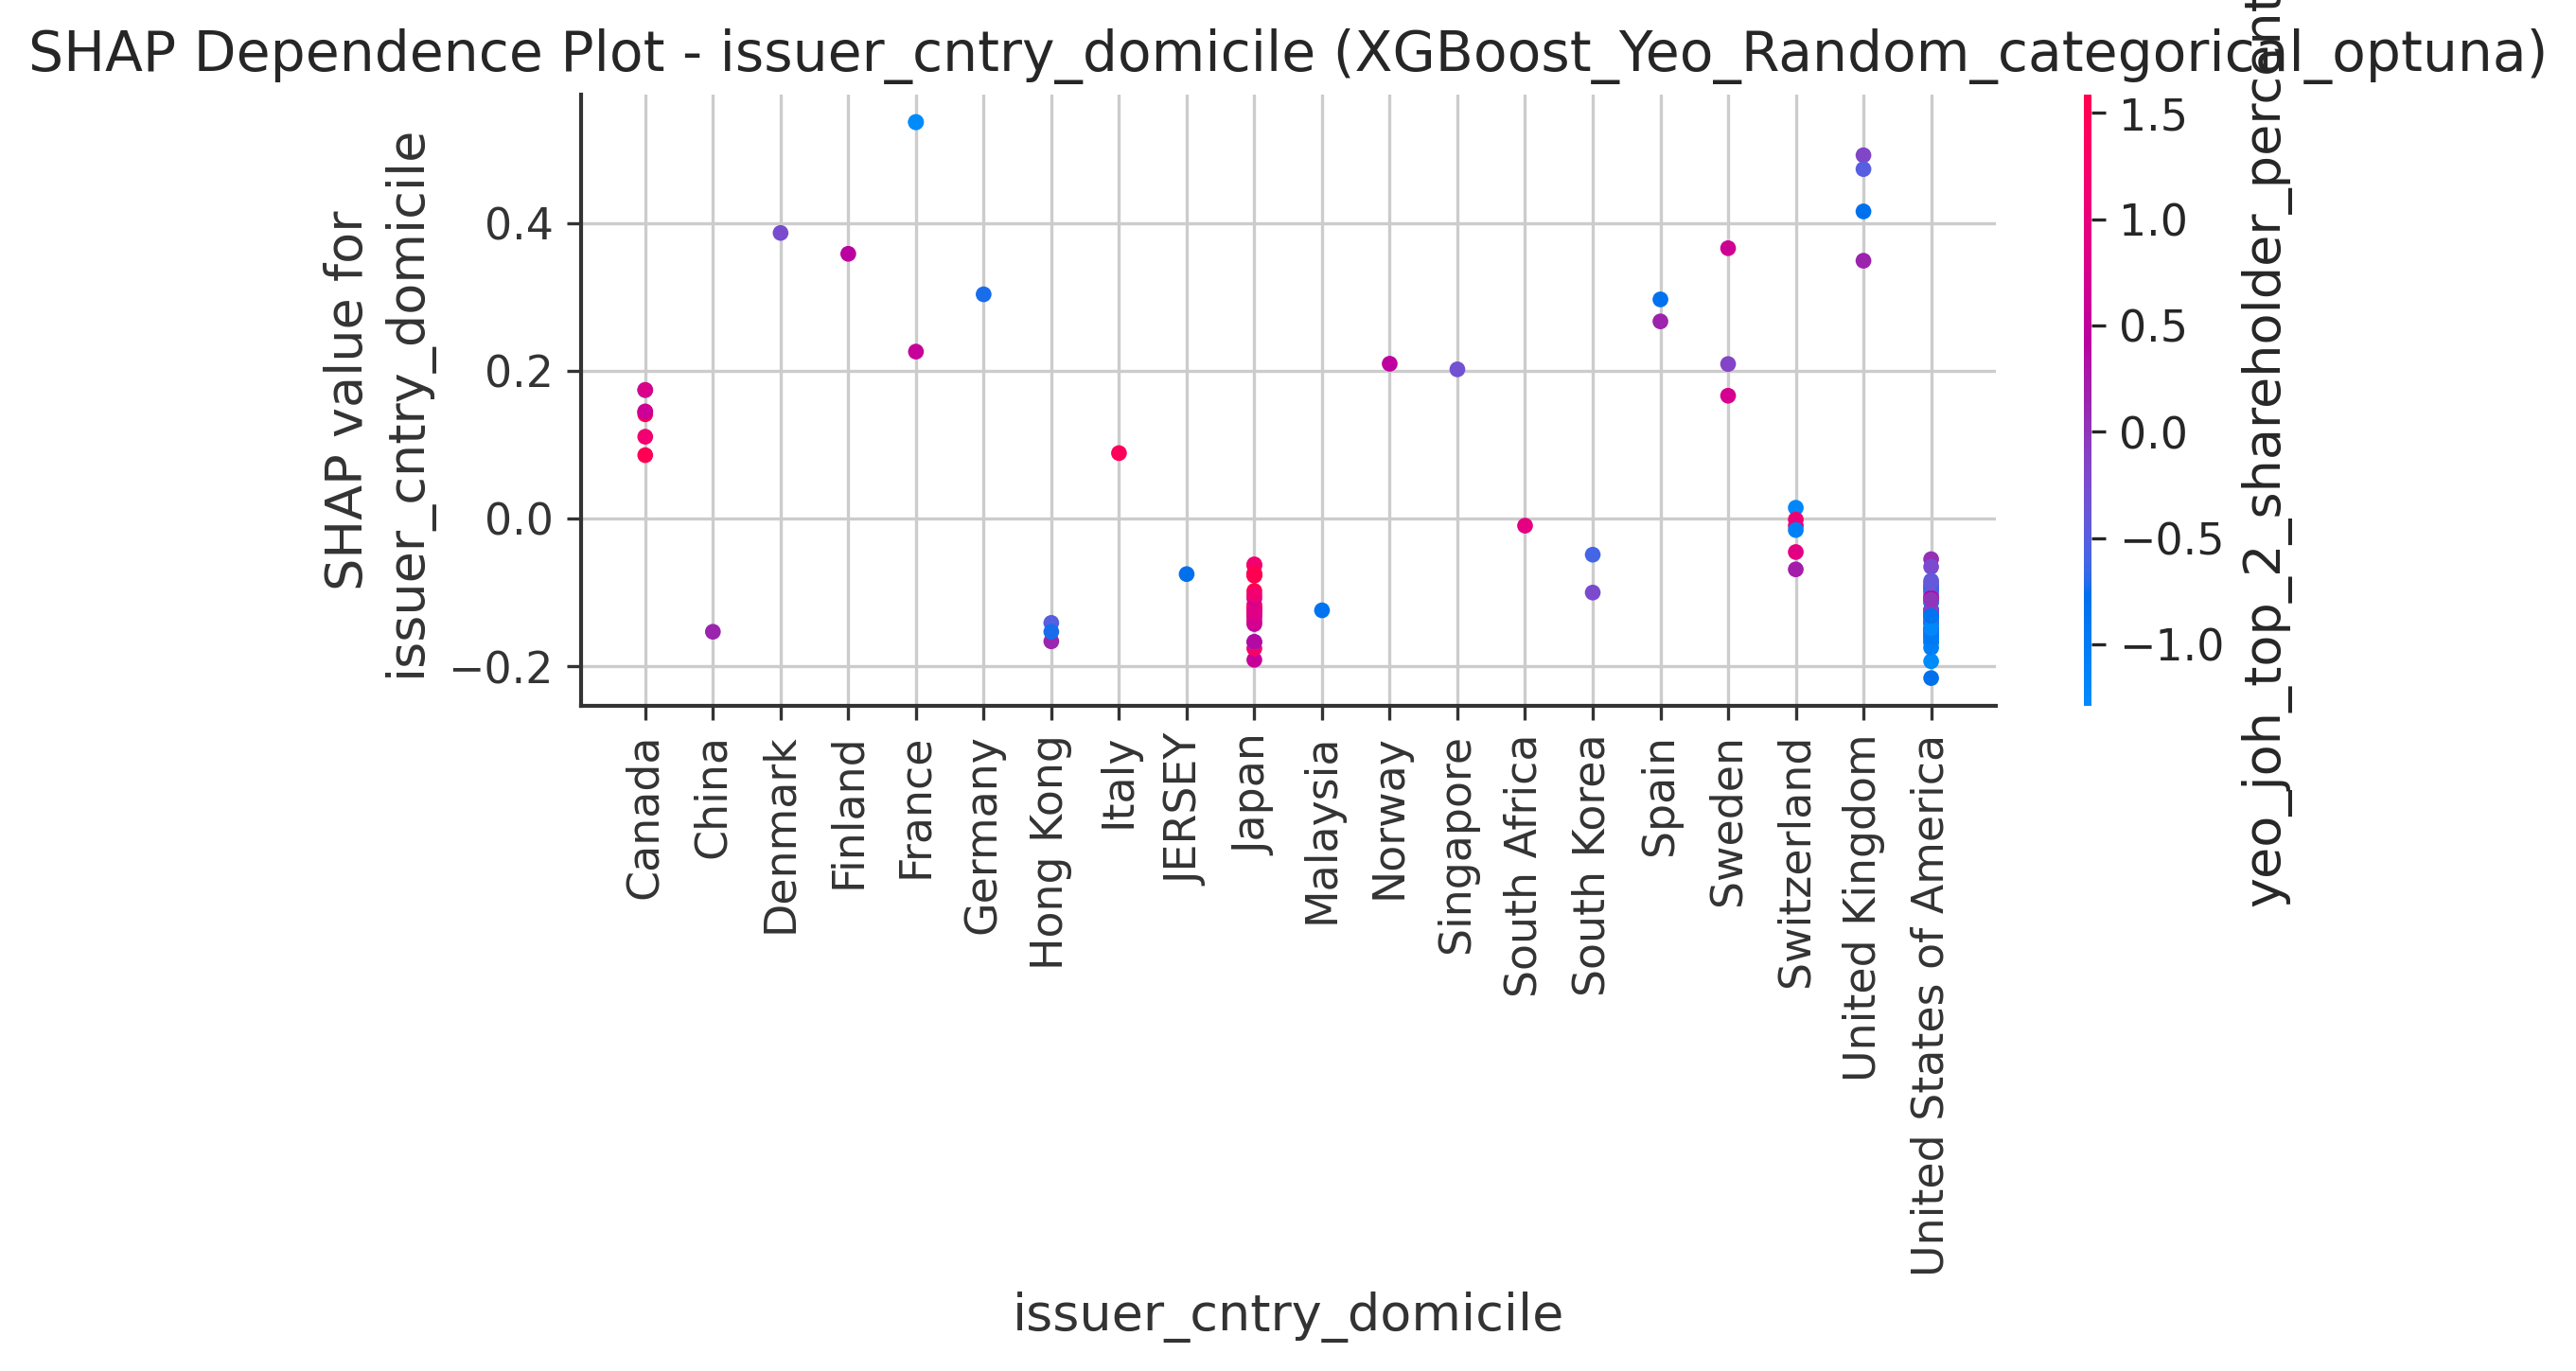 SHAP Dependence Plot - issuer_cntry_domicile (XGBoost_Yeo_Random_categorical_optuna)
SHAP value for
issuer_cntry_domicile
0.4
0.2
0.0
−0.2
Canada
China
Denmark
Finland
France
Germany
Hong Kong
Italy
JERSEY
Japan
Malaysia
Norway
Singapore
South Africa
South Korea
Spain
Sweden
Switzerland
United Kingdom
United States of America
issuer_cntry_domicile
1.5
1.0
0.5
0.0
−0.5
−1.0
yeo_joh_top_2_shareholder_percent